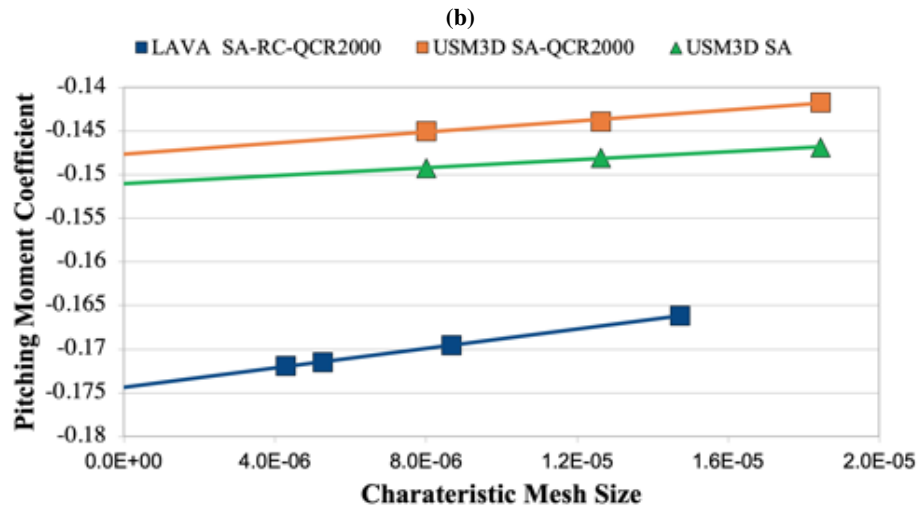 (b)
LAVA SA-RC-QCR2000 USM3D SA-QCR2000 USM3D SA
-0.14
-0.145
-0.15
-0.155
-0.16
-0.165
-0.17
-0.175
-0.18
Pitching Moment Coefficient
0.0E+00 4.0E-06 8.0E-06 1.2E-05 1.6E-05 2.0E-05
Charateristic Mesh Size